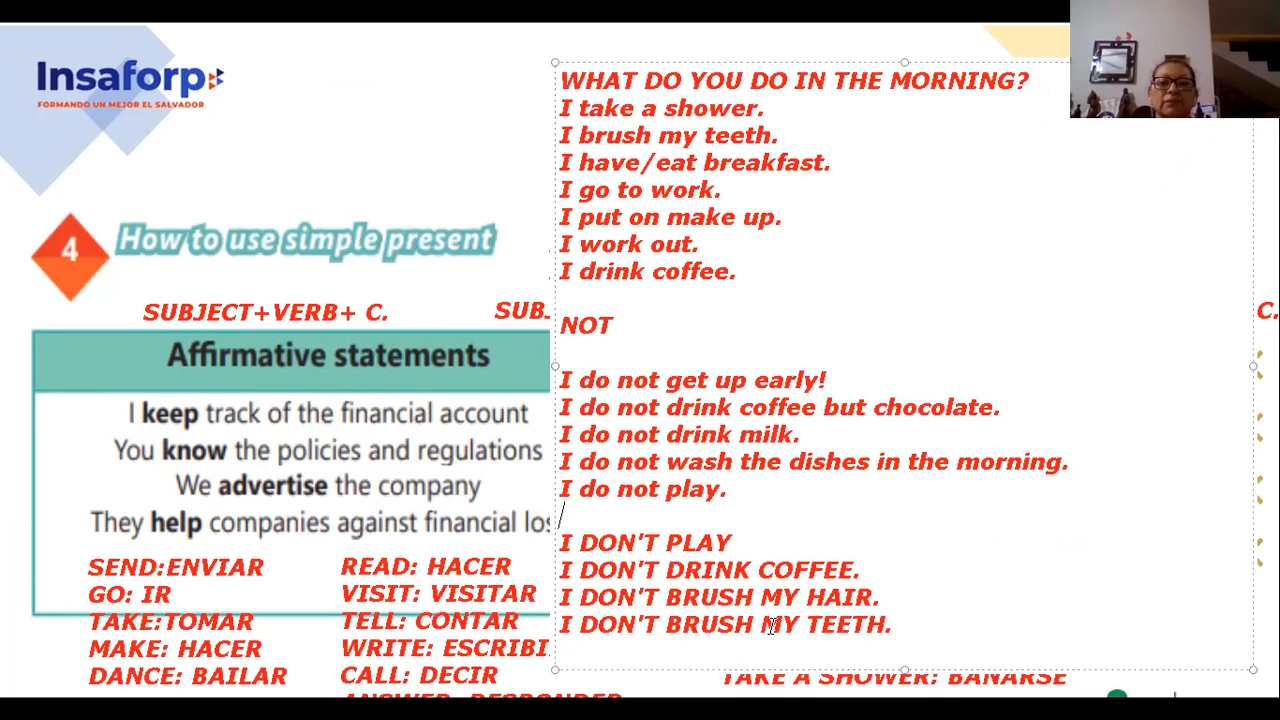 Insaforp
FORMANDO UN MEJOR EL SALVADOR
4
How to use simple present
SUBJECT+VERB+ C.
SUBJ
Affirmative statements
I keep track of the financial account
You know the policies and regulations
We advertise the company
They help companies against financial los
SEND:ENVIAR
GO: IR
TAKE:TOMAR
MAKE: HACER
DANCE: BAILAR
READ: HACER
VISIT: VISITAR
TELL: CONTAR
WRITE: ESCRIBI
CALL: DECIR
ANSWER: RESPONDER
WHAT DO YOU DO IN THE MORNING?
I take a shower.
I brush my teeth.
I have/eat breakfast.
I go to work.
I put on make up.
I work out.
I drink coffee.
NOT
I do not get up early!
I do not drink coffee but chocolate.
I do not drink milk.
I do not wash the dishes in the morning.
I do not play.
I DON'T PLAY
I DON'T DRINK COFFEE.
I DON'T BRUSH MY HAIR.
I DON'T BRUSH MY TEETH.
TAKE A SHOWER: BAÑARSE
C.